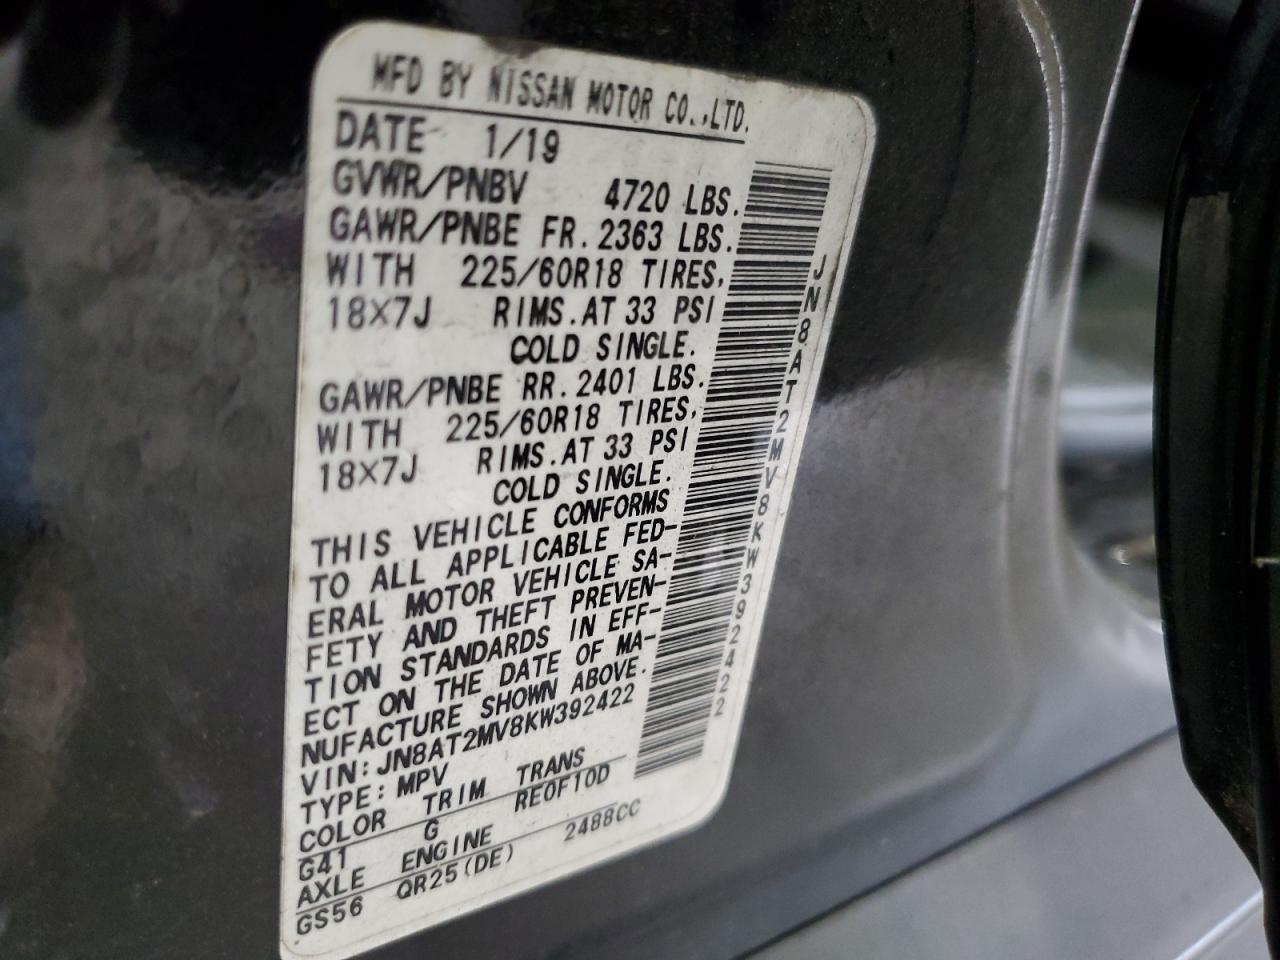 MFD BY NISSAN MOTOR CO.,LTD.
DATE 1/19
GVWR/PNBV 4720 LBS.
GAWR/PNBE FR. 2363 LBS.
WITH 225/60R18 TIRES,
18X7J RIMS. AT 33 PSI
COLD SINGLE.
GAWR/PNBE RR. 2401 LBS.
WITH 225/60R18 TIRES,
18X7J RIMS. AT 33 PSI
COLD SINGLE.
THIS VEHICLE CONFORMS
TO ALL APPLICABLE FED-
ERAL MOTOR VEHICLE SA-
FETY AND THEFT PREVEN-
TION STANDARDS IN EFF-
ECT ON THE DATE OF MA-
NUFACTURE SHOWN ABOVE.
VIN: JN8AT2MV8KW392422
TYPE: MPV
COLOR TRIM TRANS
G41 G RE0F10D
AXLE ENGINE
GS56 QR25(DE) 2488CC
JN8AT2MV8KW392422